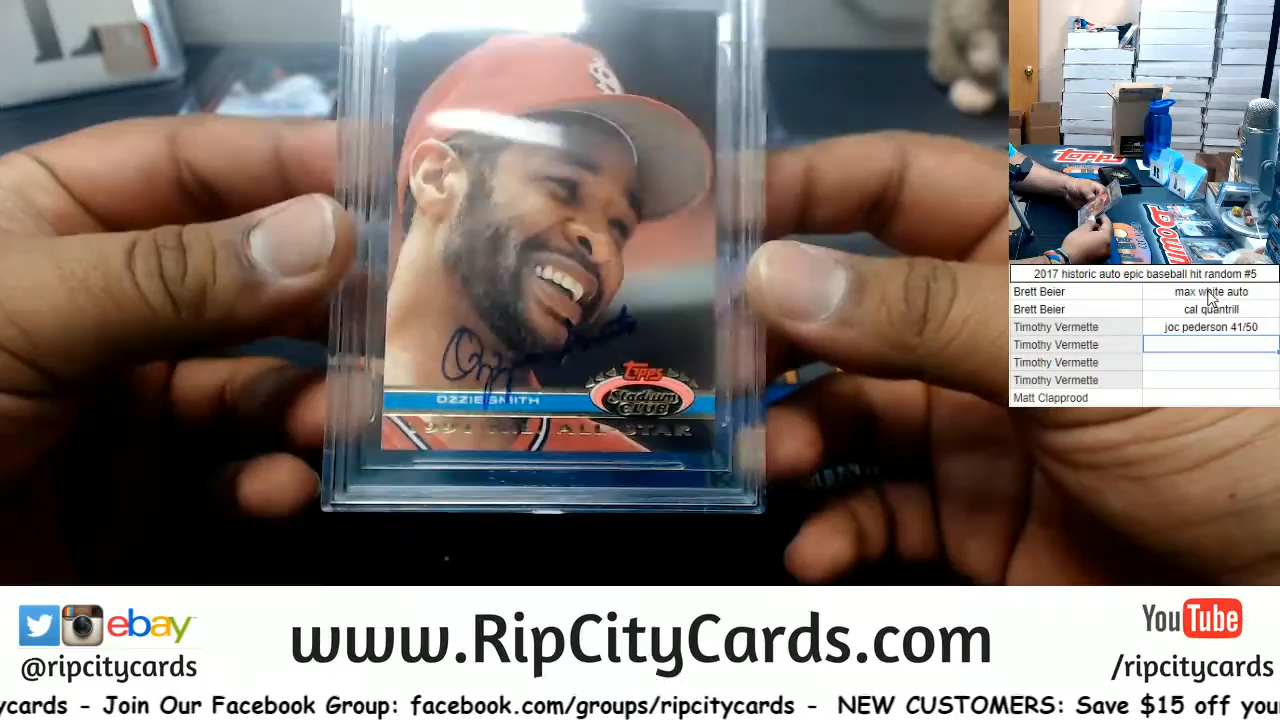 Ozzie Smith
OZZIE SMITH
TOPPS
Stadium
CLUB
1991 N.L. ALL-STAR
TOPPS
2017 historic auto epic baseball hit random #5
Brett Beier max white auto
Brett Beier cal quantrill
Timothy Vermette joc pederson 41/50
Timothy Vermette
Timothy Vermette
Timothy Vermette
Matt Clapprood
ebay
@ripcitycards
www.RipCityCards.com
YouTube
/ripcitycards
ycards - Join Our Facebook Group: facebook.com/groups/ripcitycards - NEW CUSTOMERS: Save $15 off you